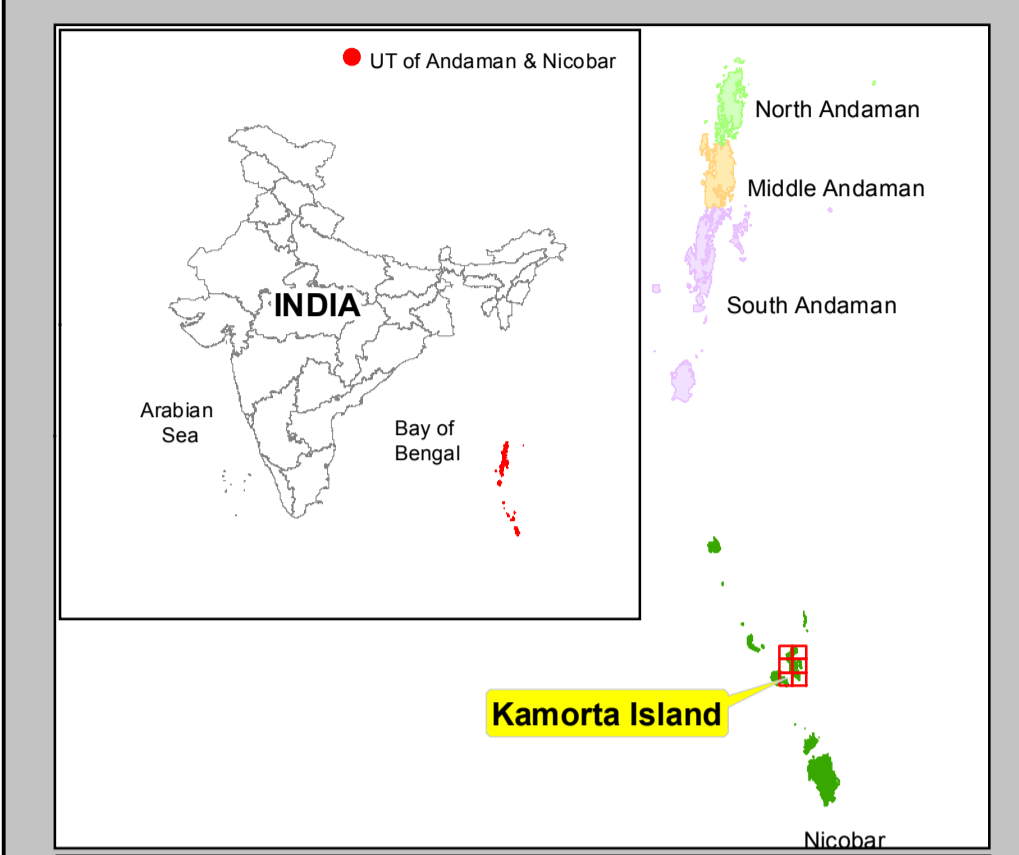 UT of Andaman & Nicobar
North Andaman
Middle Andaman
INDIA
South Andaman
Arabian
Sea
Bay of
Bengal
Kamorta Island
Nicobar